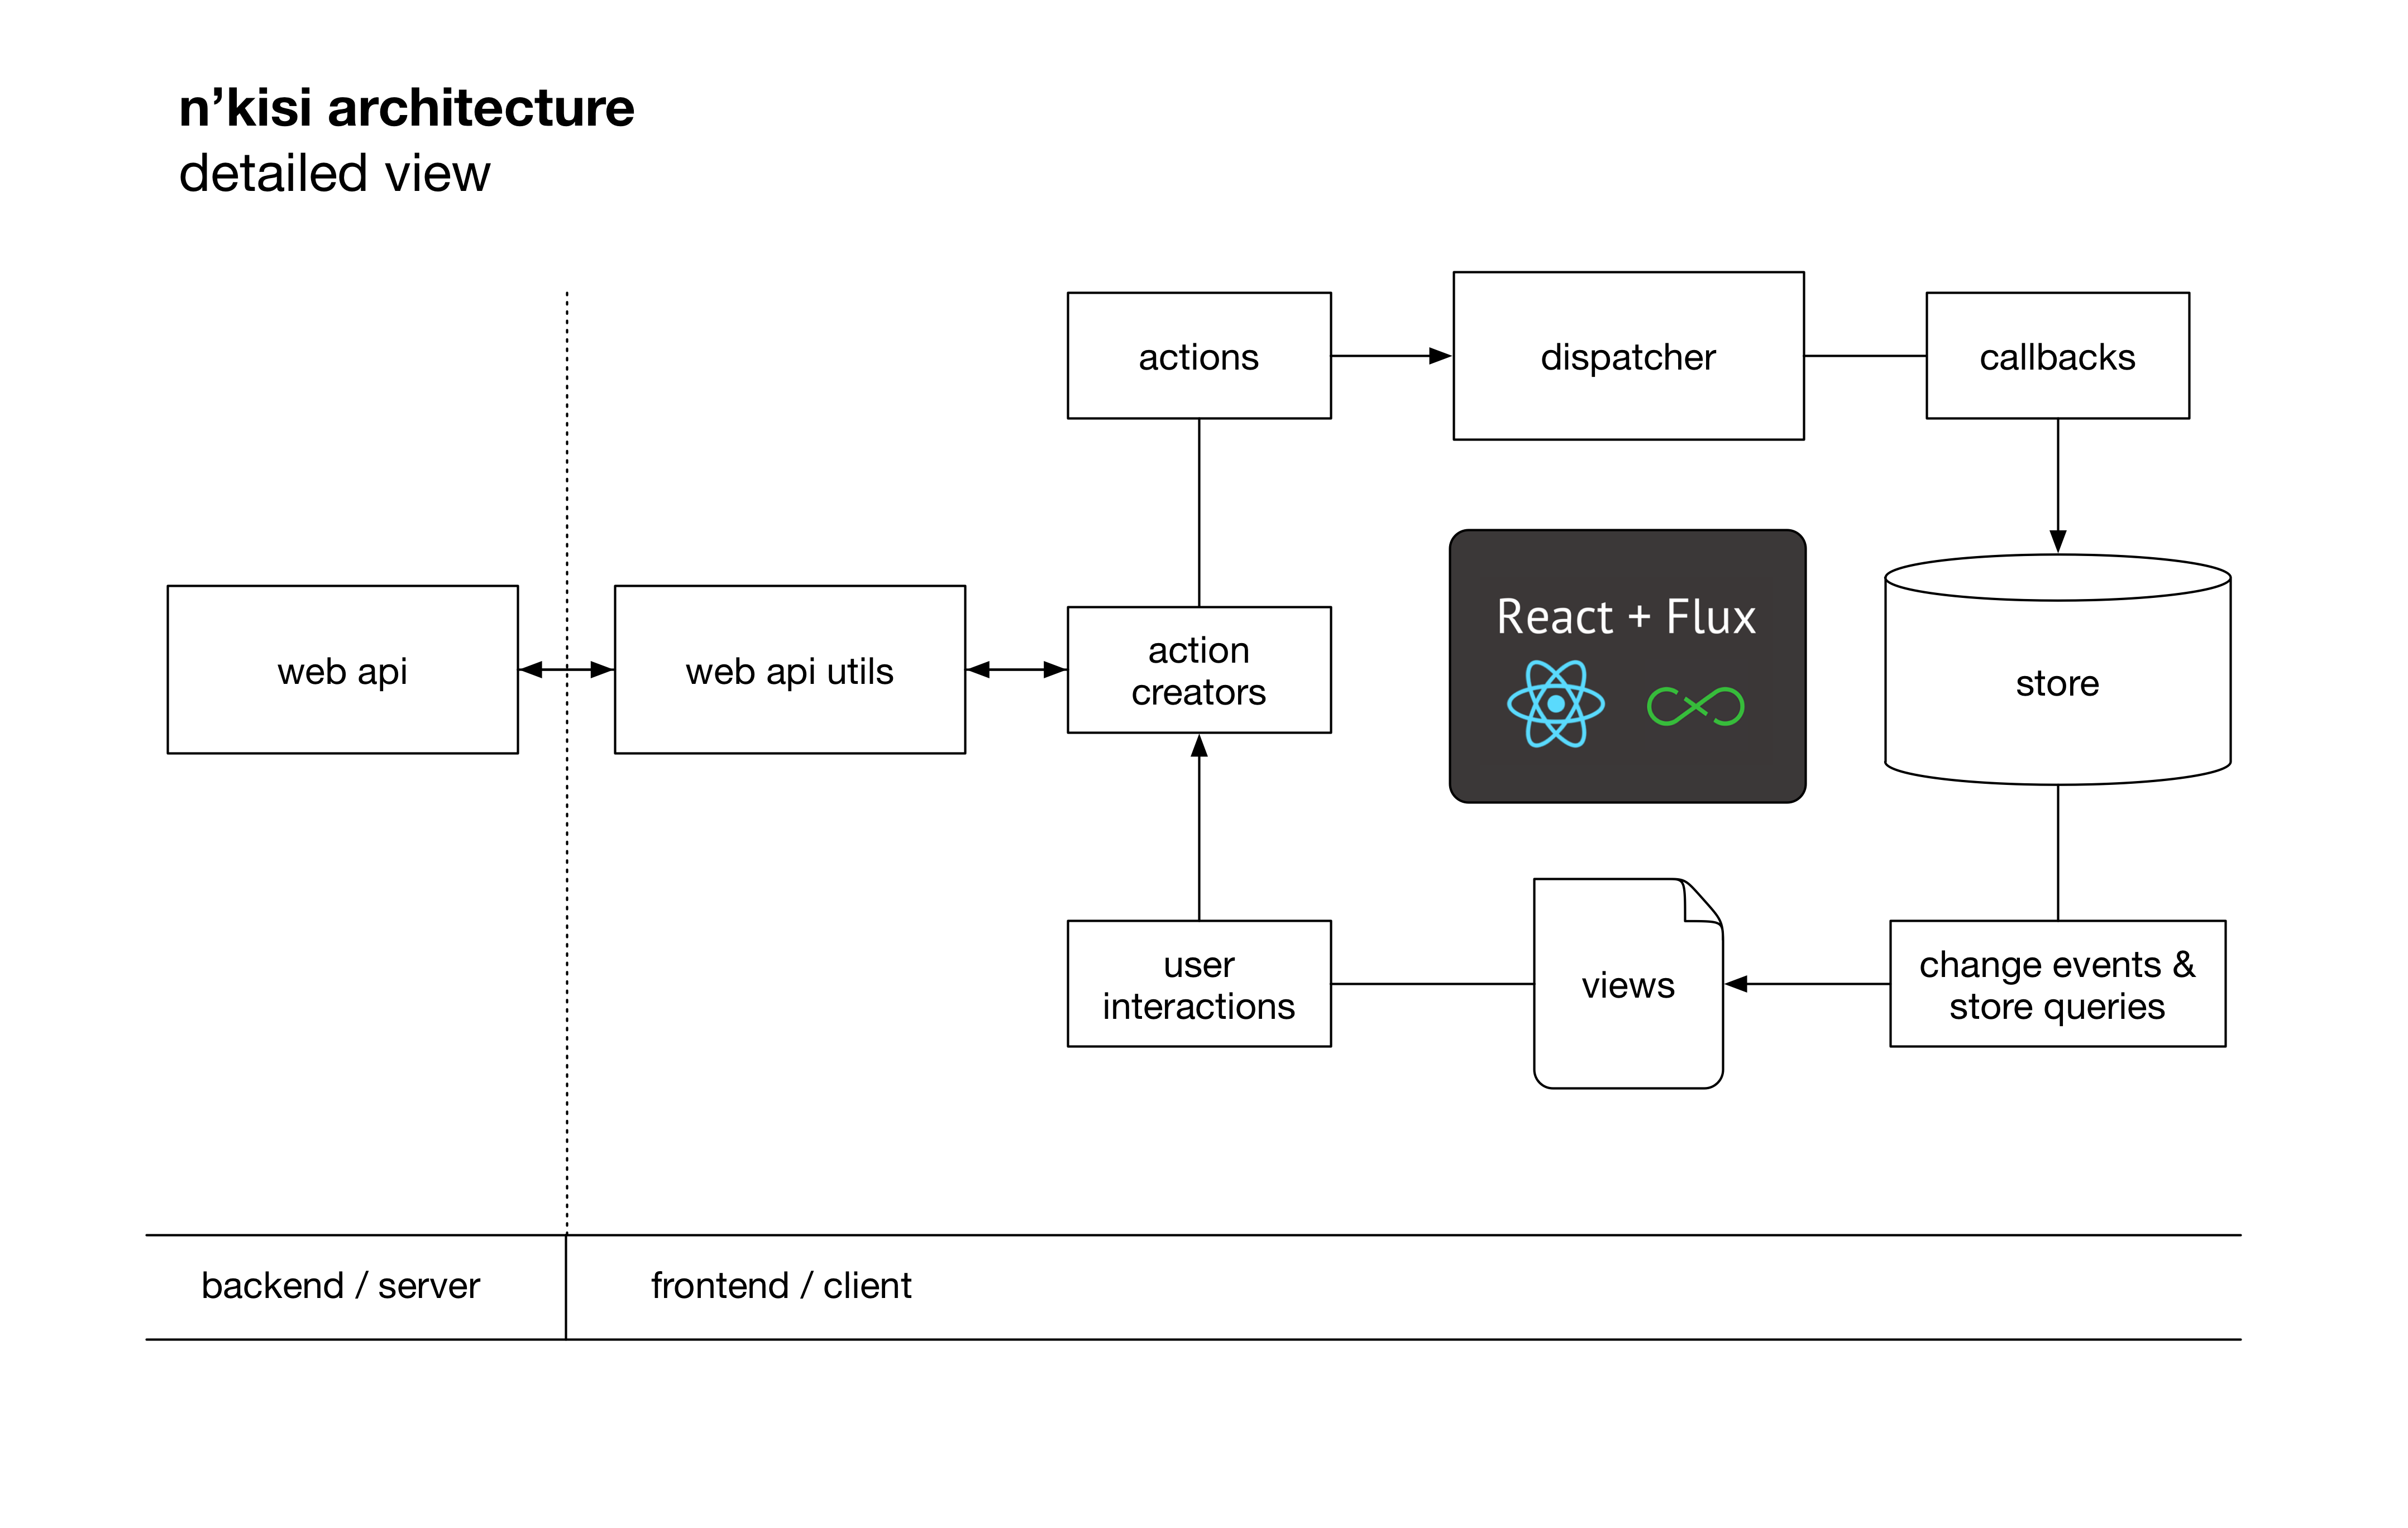 n’kisi architecture
detailed view
actions
dispatcher
callbacks
web api
web api utils
action
creators
React + Flux
store
user
interactions
views
change events &
store queries
backend / server
frontend / client